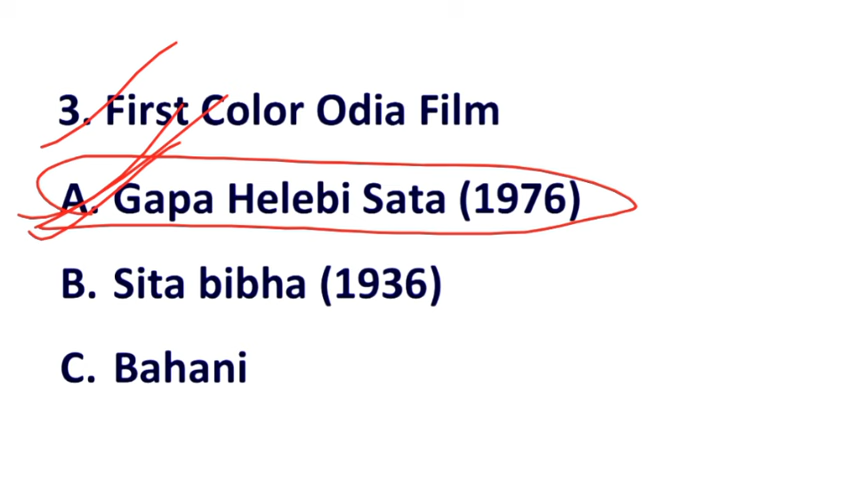 3. First Color Odia Film
A. Gapa Helebi Sata (1976)
B. Sita bibha (1936)
C. Bahani